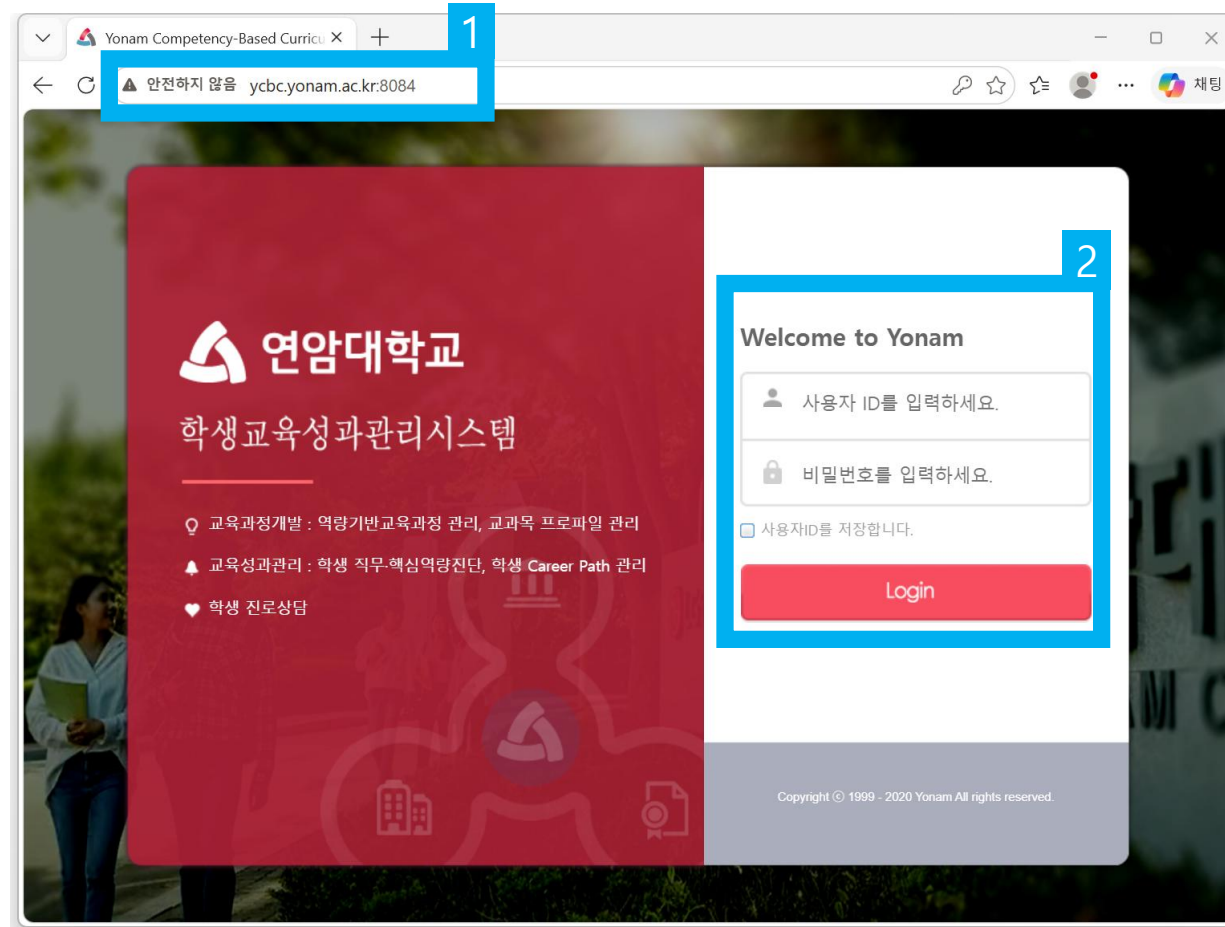 1
Yonam Competency-Based Curricu
안전하지 않음 ycbc.yonam.ac.kr:8084
채팅
연암대학교
학생교육성과관리시스템
교육과정개발 : 역량기반교육과정 관리, 교과목 프로파일 관리
교육성과관리 : 학생 직무·핵심역량진단, 학생 Career Path 관리
학생 진로상담
2
Welcome to Yonam
사용자 ID를 입력하세요.
비밀번호를 입력하세요.
사용자ID를 저장합니다.
Login
Copyright ⓒ 1999 - 2020 Yonam All rights reserved.